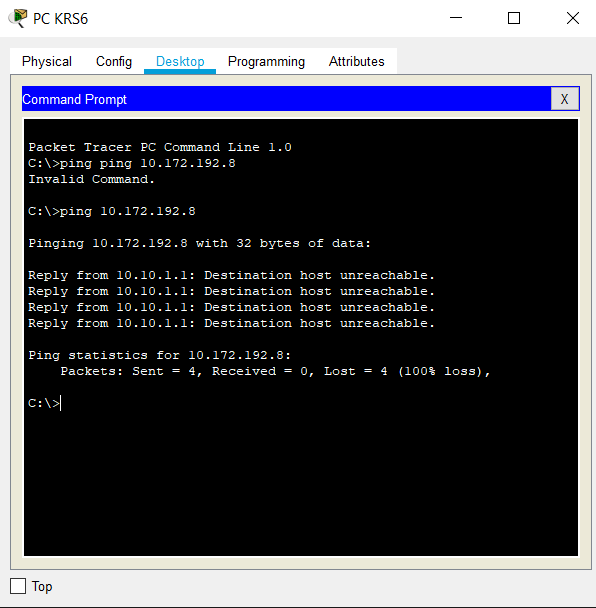 PC KRS6
Physical Config Desktop Programming Attributes
Command Prompt X
Packet Tracer PC Command Line 1.0
C:\>ping ping 10.172.192.8
Invalid Command.
C:\>ping 10.172.192.8
Pinging 10.172.192.8 with 32 bytes of data:
Reply from 10.10.1.1: Destination host unreachable.
Reply from 10.10.1.1: Destination host unreachable.
Reply from 10.10.1.1: Destination host unreachable.
Reply from 10.10.1.1: Destination host unreachable.
Ping statistics for 10.172.192.8:
    Packets: Sent = 4, Received = 0, Lost = 4 (100% loss),
C:\>
Top